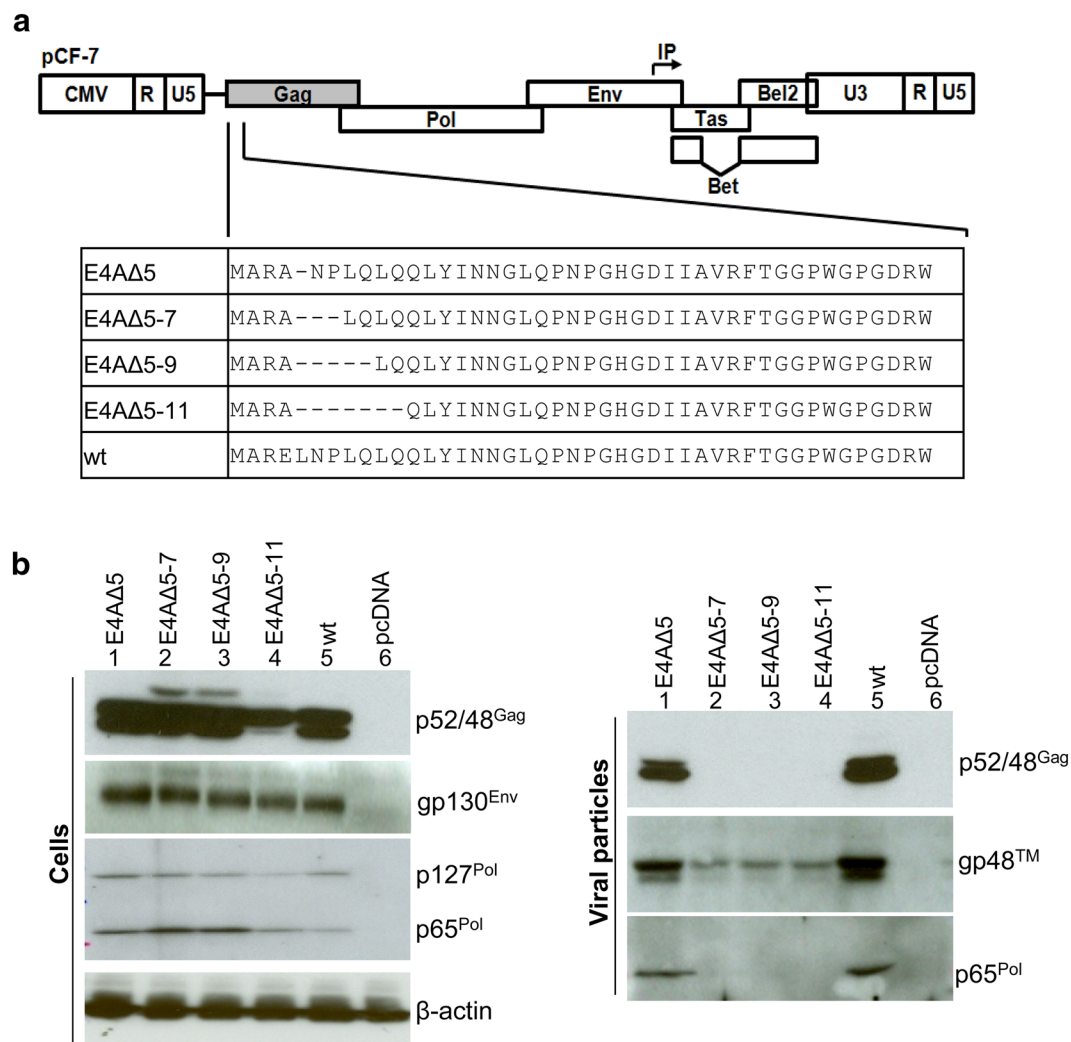 a
pCF-7
IP
CMV R U5 Gag Env Bel2 U3 R U5
Pol Tas
Bet
E4AΔ5 MARA-NPLQLQQLYINNGLQPNPGHGDIIAVRFTGGPWGPGDRW
E4AΔ5-7 MARA---LQLQQLYINNGLQPNPGHGDIIAVRFTGGPWGPGDRW
E4AΔ5-9 MARA-----LQQLYINNGLQPNPGHGDIIAVRFTGGPWGPGDRW
E4AΔ5-11 MARA-------QLYINNGLQPNPGHGDIIAVRFTGGPWGPGDRW
wt MARELNPLQLQQLYINNGLQPNPGHGDIIAVRFTGGPWGPGDRW
b
1 E4AΔ5
2 E4AΔ5-7
3 E4AΔ5-9
4 E4AΔ5-11
5 wt
6 pcDNA
Cells
p52/48Gag
gp130Env
p127Pol
p65Pol
β-actin
1 E4AΔ5
2 E4AΔ5-7
3 E4AΔ5-9
4 E4AΔ5-11
5 wt
6 pcDNA
Viral particles
p52/48Gag
gp48TM
p65Pol